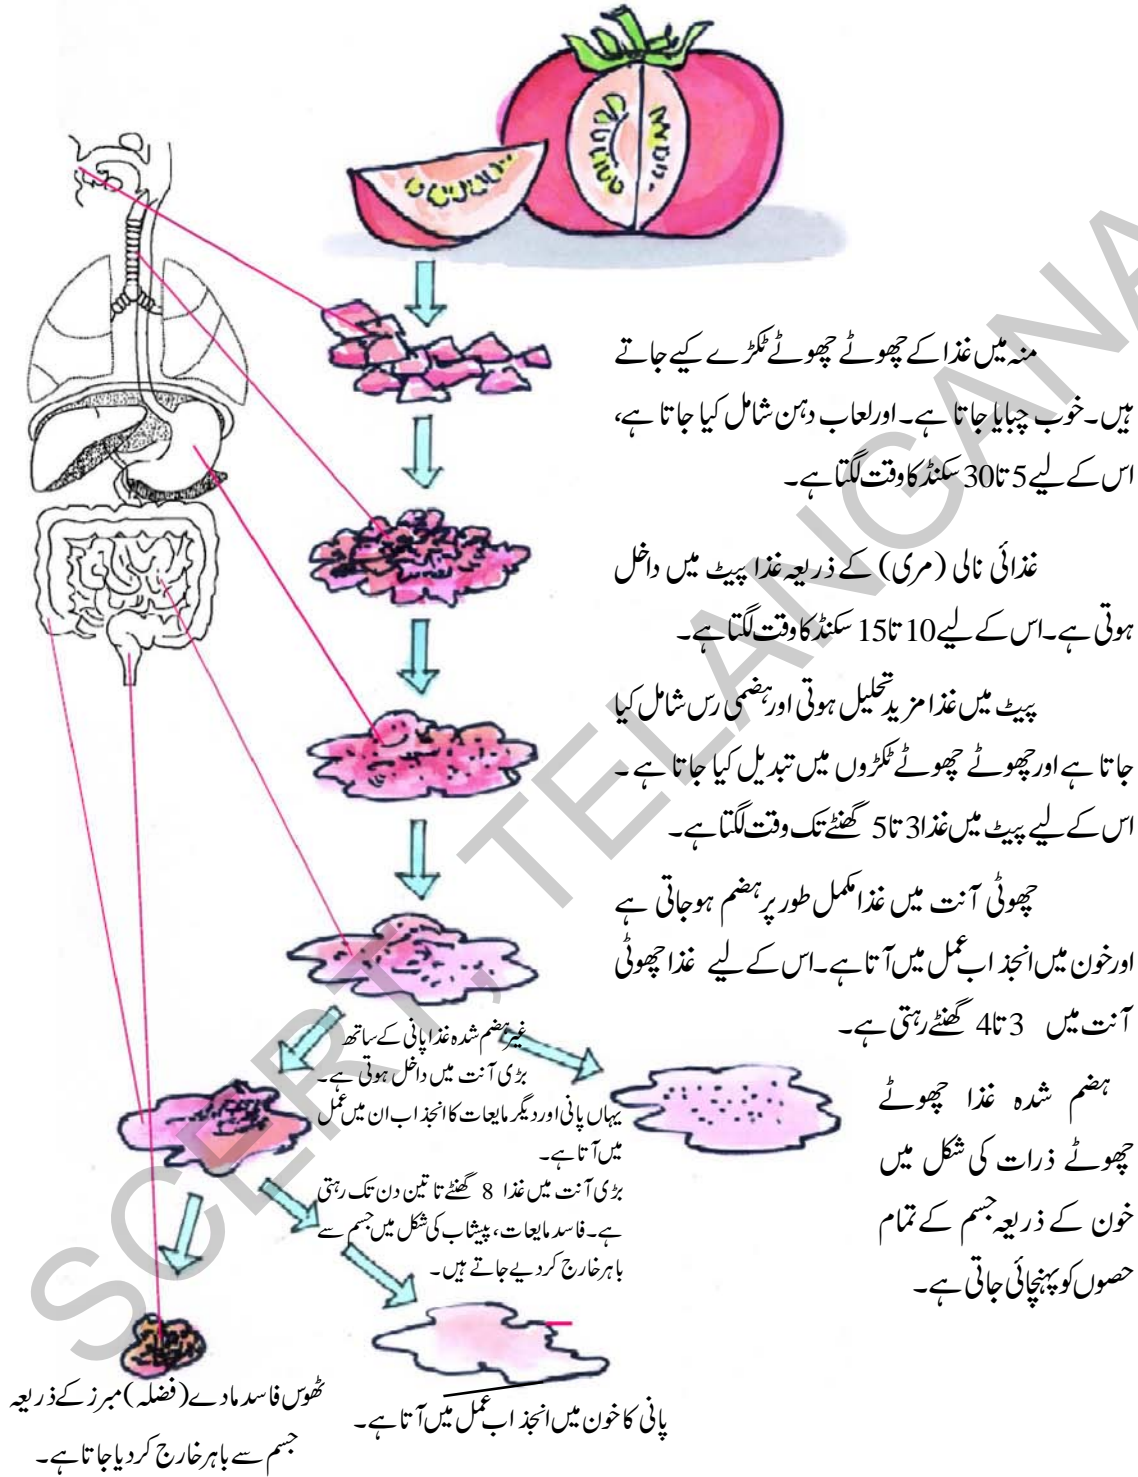 منہ میں غذا کے چھوٹے چھوٹے ٹکڑے کیے جاتے
ہیں۔خوب چبایا جاتا ہے۔اور لعاب دہن شامل کیا جاتا ہے،
اس کے لیے 5 تا 30 سکنڈ کا وقت لگتا ہے۔
غذائی نالی (مری) کے ذریعہ غذا پیٹ میں داخل
ہوتی ہے۔اس کے لیے 10 تا 15 سکنڈ کا وقت لگتا ہے۔
پیٹ میں غذا مزید تحلیل ہوتی اور ہضمی رس شامل کیا
جاتا ہے اور چھوٹے چھوٹے ٹکڑوں میں تبدیل کیا جاتا ہے ۔
اس کے لیے پیٹ میں غذا 3 تا 5 گھنٹے تک وقت لگتا ہے۔
چھوٹی آنت میں غذا مکمل طور پر ہضم ہوجاتی ہے
اور خون میں انجذاب عمل میں آتا ہے۔اس کے لیے غذا چھوٹی
آنت میں 3 تا 4 گھنٹے رہتی ہے۔
ہضم شدہ غذا چھوٹے
چھوٹے ذرات کی شکل میں
خون کے ذریعہ جسم کے تمام
حصوں کو پہنچائی جاتی ہے۔
غیر ہضم شدہ غذا پانی کے ساتھ
بڑی آنت میں داخل ہوتی ہے۔
یہاں پانی اور دیگر مایعات کا انجذاب ان میں عمل
میں آتا ہے۔
بڑی آنت میں غذا 8 گھنٹے تا تین دن تک رہتی
ہے۔فاسد مایعات، پیشاب کی شکل میں جسم سے
باہر خارج کردیے جاتے ہیں۔
پانی کا خون میں انجذاب عمل میں آتا ہے۔
ٹھوس فاسد مادے (فضلہ) مبرز کے ذریعہ
جسم سے باہر خارج کردیا جاتا ہے۔
SCERT, TELANGANA